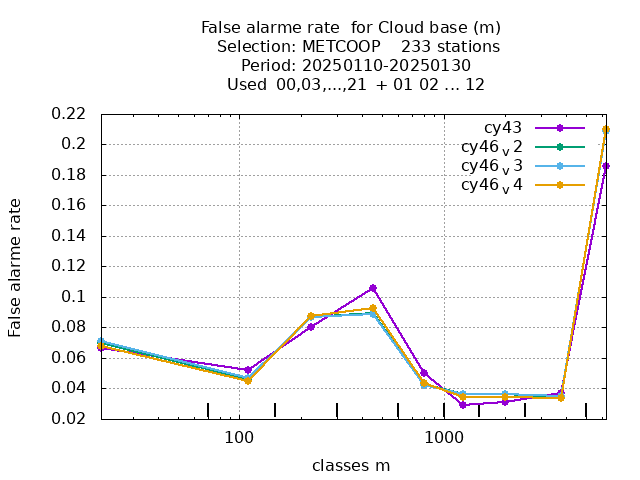 False alarme rate  for Cloud base (m)
Selection: METCOOP    233 stations
Period: 20250110-20250130
Used  00,03,...,21  + 01 02 ... 12
cy43
cy46v2
cy46v3
cy46v4
0.22
0.2
0.18
0.16
0.14
0.12
0.1
0.08
0.06
0.04
0.02
False alarme rate
100
1000
classes m